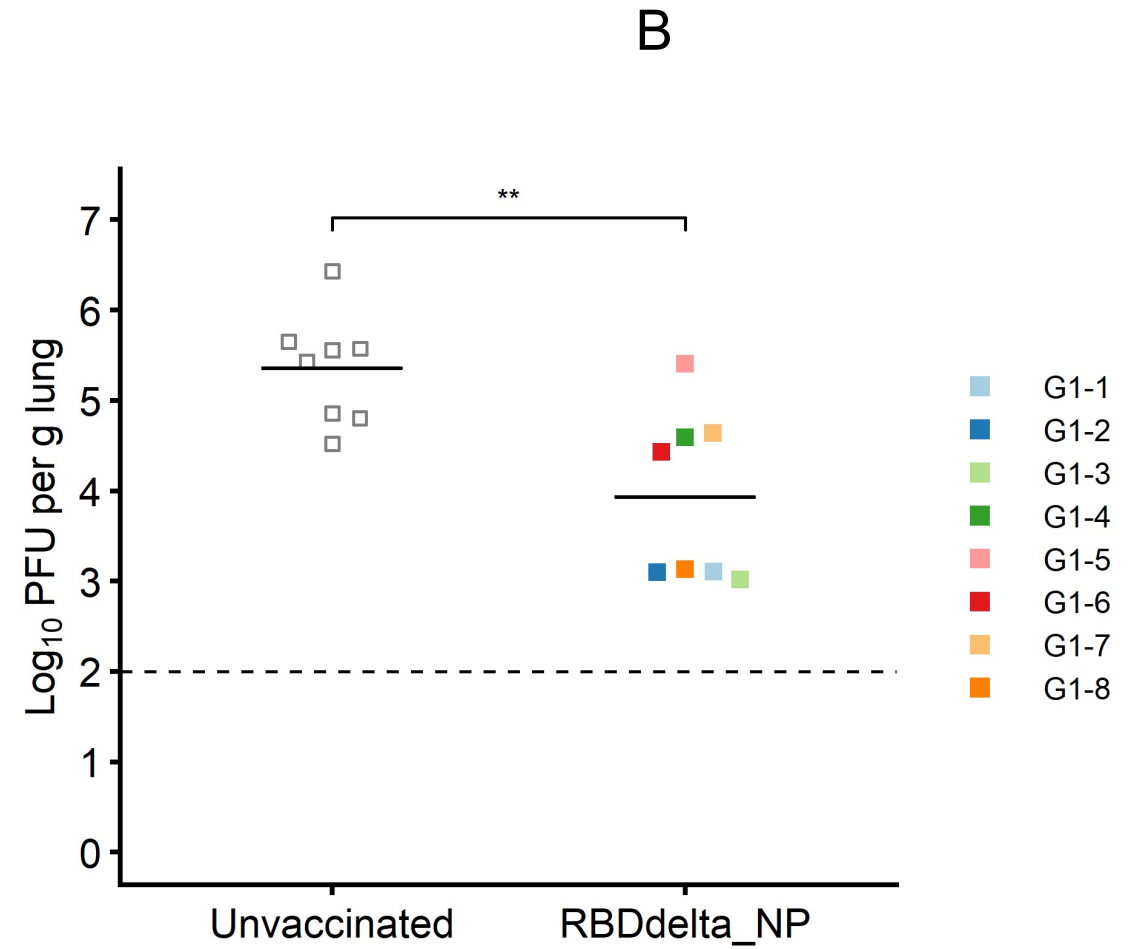 B
**
7
6
5
4
3
2
1
0
Log₁₀ PFU per g lung
Unvaccinated
RBDdelta_NP
G1-1
G1-2
G1-3
G1-4
G1-5
G1-6
G1-7
G1-8